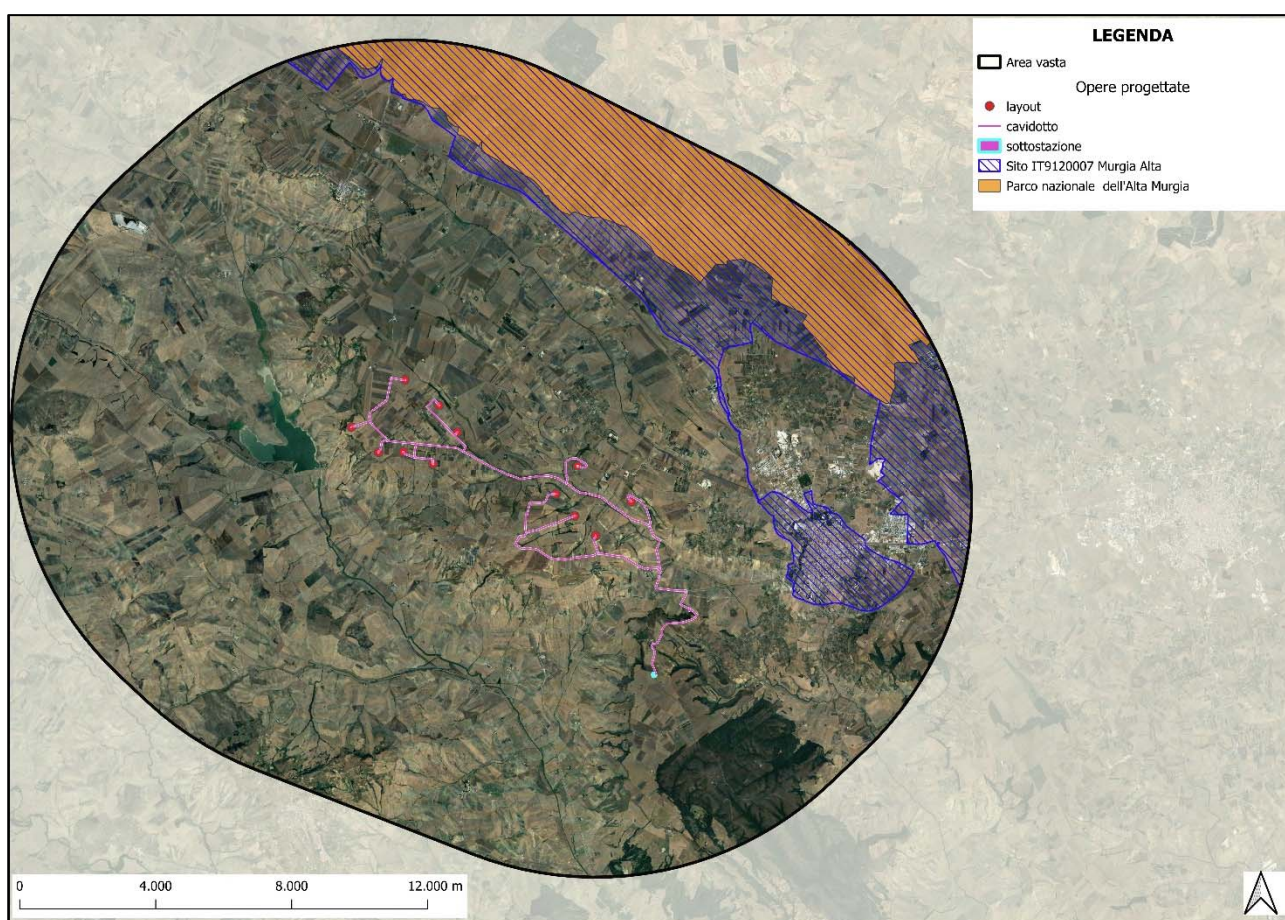 LEGENDA
Area vasta
Opere progettate
layout
cavidotto
sottostazione
Sito IT9120007 Murgia Alta
Parco nazionale dell'Alta Murgia
0 4.000 8.000 12.000 m